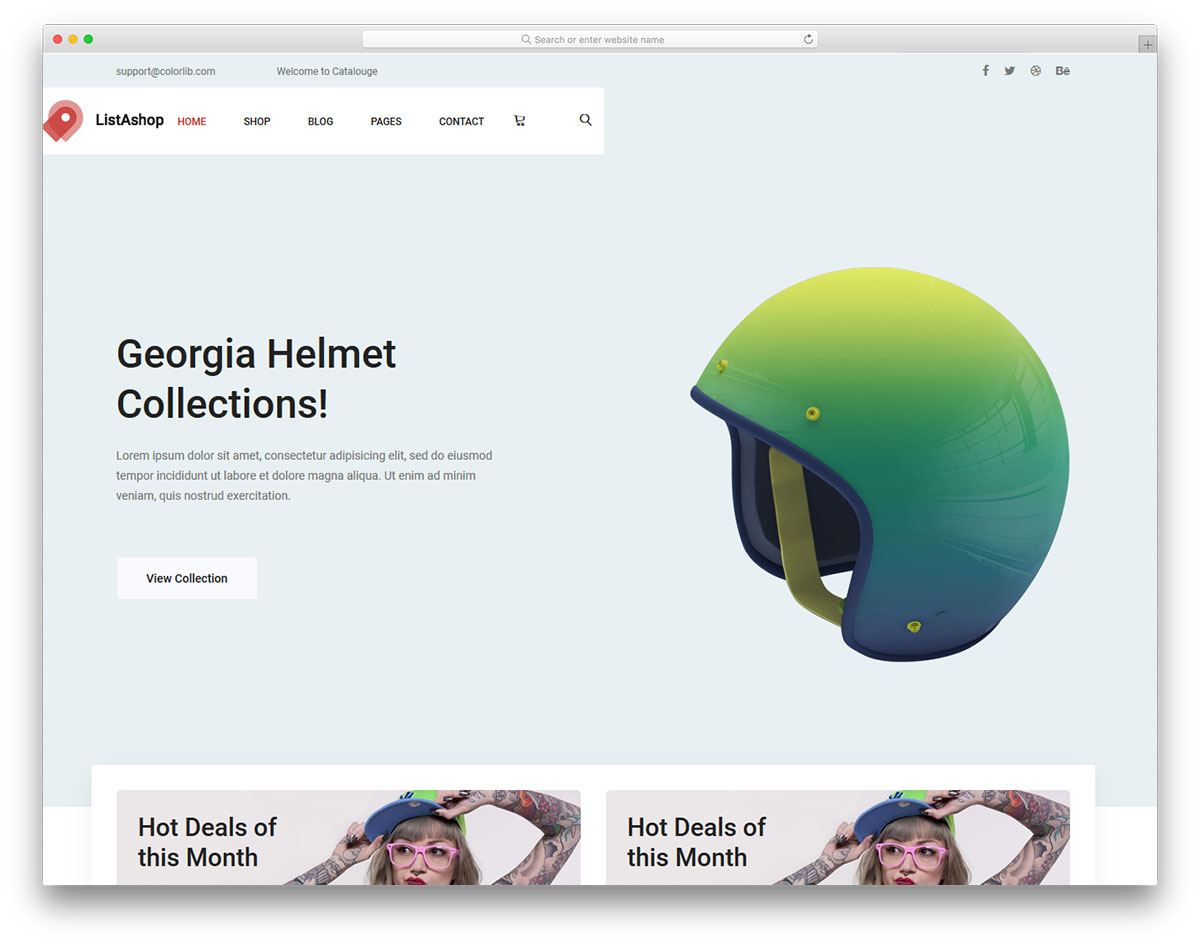 Search or enter website name
support@colorlib.com Welcome to Catalouge
ListAshop HOME SHOP BLOG PAGES CONTACT
Georgia Helmet
Collections!
Lorem ipsum dolor sit amet, consectetur adipisicing elit, sed do eiusmod
tempor incididunt ut labore et dolore magna aliqua. Ut enim ad minim
veniam, quis nostrud exercitation.
View Collection
Hot Deals of
this Month
Hot Deals of
this Month